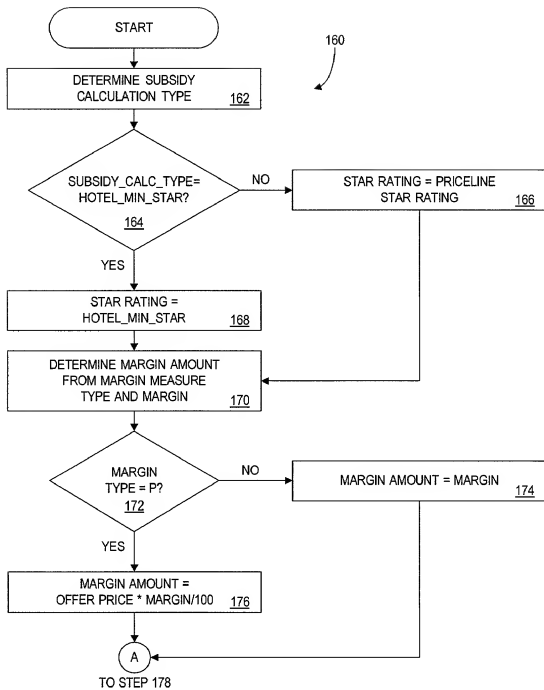 START
160
DETERMINE SUBSIDY
CALCULATION TYPE
162
SUBSIDY_CALC_TYPE=
HOTEL_MIN_STAR?
164
NO
STAR RATING = PRICELINE
STAR RATING
166
YES
STAR RATING =
HOTEL_MIN_STAR
168
DETERMINE MARGIN AMOUNT
FROM MARGIN MEASURE
TYPE AND MARGIN
170
MARGIN
TYPE = P?
172
NO
MARGIN AMOUNT = MARGIN
174
YES
MARGIN AMOUNT =
OFFER PRICE * MARGIN/100
176
A
TO STEP 178